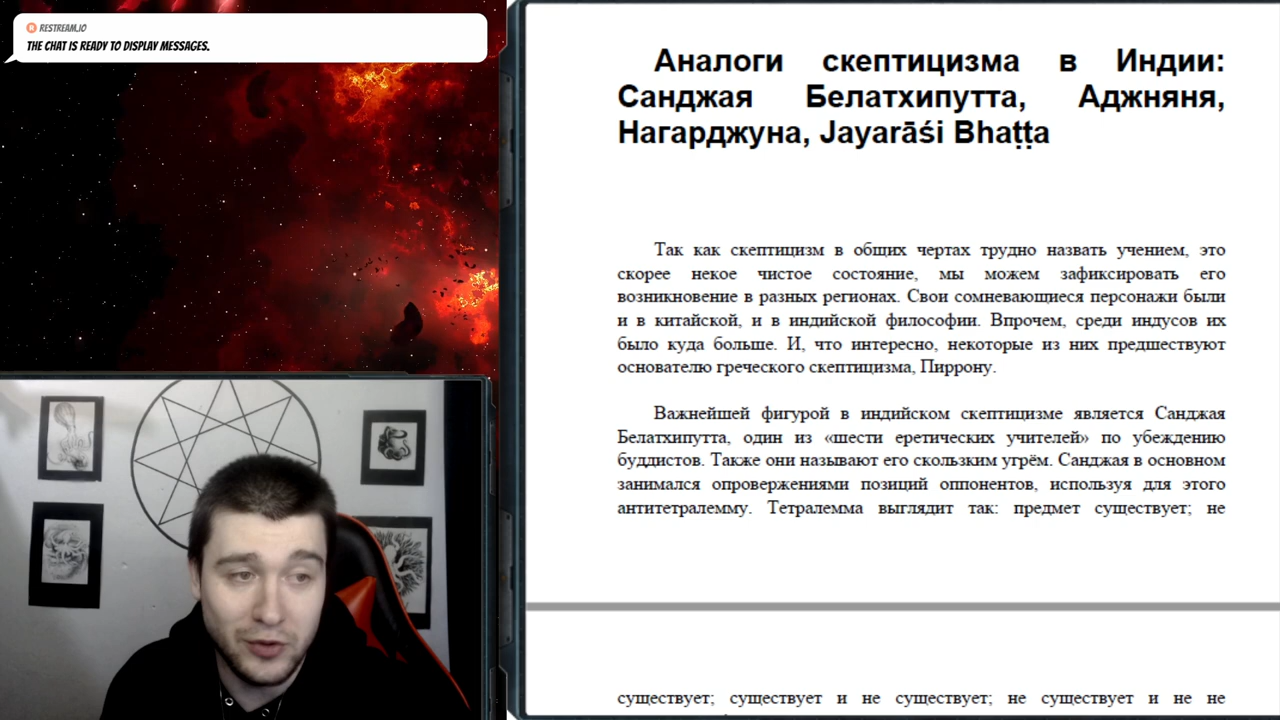 RESTREAM.IO
THE CHAT IS READY TO DISPLAY MESSAGES.
Аналоги скептицизма в Индии:
Санджая Белатхипутта, Аджняня,
Нагарджуна, Jayarāśi Bhaṭṭa
Так как скептицизм в общих чертах трудно назвать учением, это
скорее некое чистое состояние, мы можем зафиксировать его
возникновение в разных регионах. Свои сомневающиеся персонажи были
и в китайской, и в индийской философии. Впрочем, среди индусов их
было куда больше. И, что интересно, некоторые из них предшествуют
основателю греческого скептицизма, Пиррону.
Важнейшей фигурой в индийском скептицизме является Санджая
Белатхипутта, один из «шести еретических учителей» по убеждению
буддистов. Также они называют его скользким угрём. Санджая в основном
занимался опровержениями позиций оппонентов, используя для этого
антитетралемму. Тетралемма выглядит так: предмет существует; не
существует; существует и не существует; не существует и не не